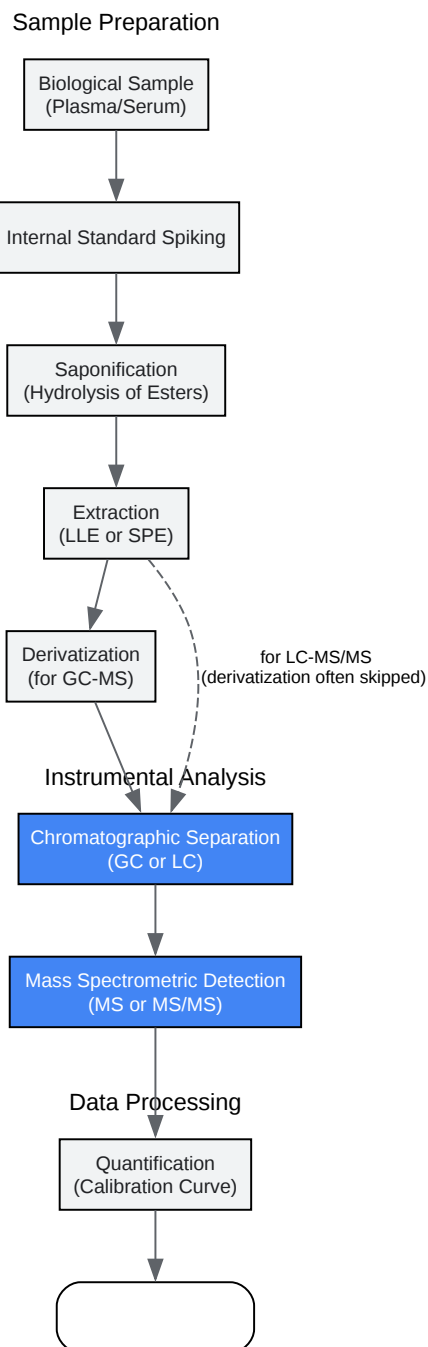 Sample Preparation
Biological Sample
(Plasma/Serum)
Internal Standard Spiking
Saponification
(Hydrolysis of Esters)
Extraction
(LLE or SPE)
Derivatization
(for GC-MS)
for LC-MS/MS
(derivatization often skipped)
Instrumental Analysis
Chromatographic Separation
(GC or LC)
Mass Spectrometric Detection
(MS or MS/MS)
Data Processing
Quantification
(Calibration Curve)